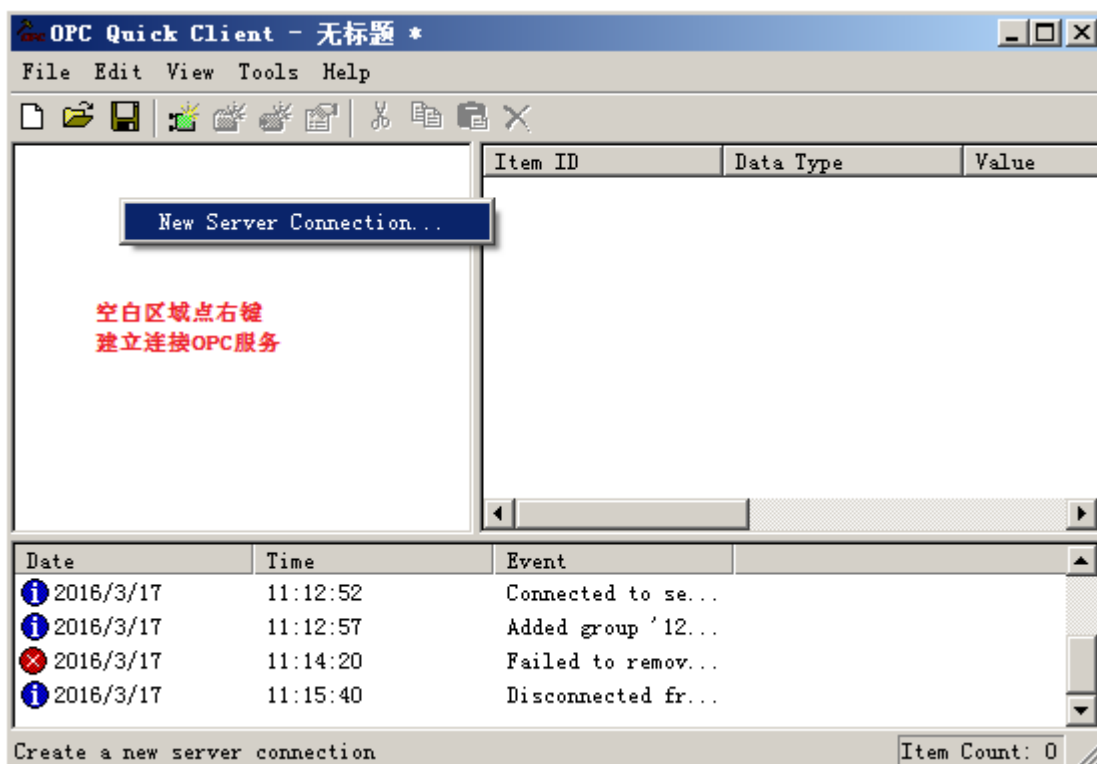 OPC Quick Client - 无标题 *
File Edit View Tools Help
Item ID Data Type Value
New Server Connection...
空白区域点右键
建立连接OPC服务
Date Time Event
2016/3/17 11:12:52 Connected to se...
2016/3/17 11:12:57 Added group '12...
2016/3/17 11:14:20 Failed to remov...
2016/3/17 11:15:40 Disconnected fr...
Create a new server connection Item Count: 0